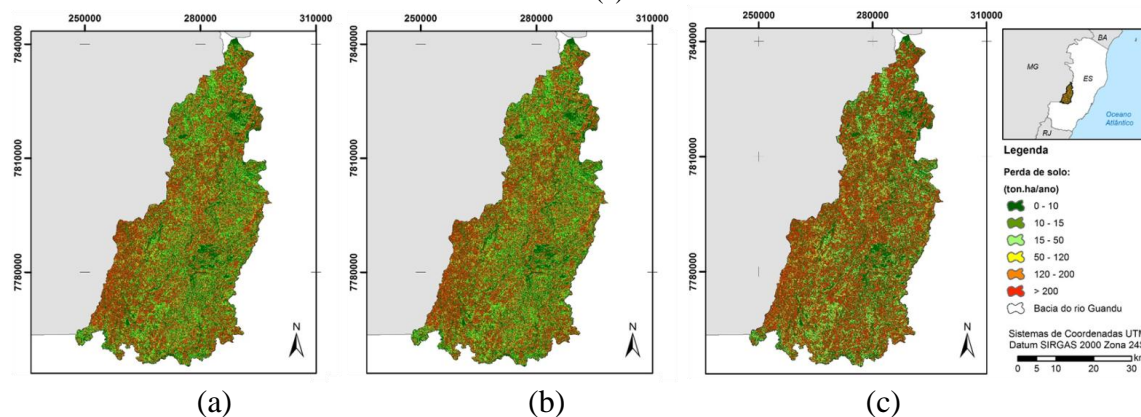 250000 280000 310000 250000 280000 310000 250000 280000 310000
7840000 7840000 7840000
7810000 7810000 7810000
7780000 7780000 7780000
N N N
BA
MG
ES
Oceano
Atlântico
RJ
Legenda
Perda de solo:
(ton.ha/ano)
0 - 10
10 - 15
15 - 50
50 - 120
120 - 200
> 200
Bacia do rio Guandu
Sistemas de Coordenadas UTM
Datum SIRGAS 2000 Zona 24S
0 5 10 20 30 km
(a) (b) (c)